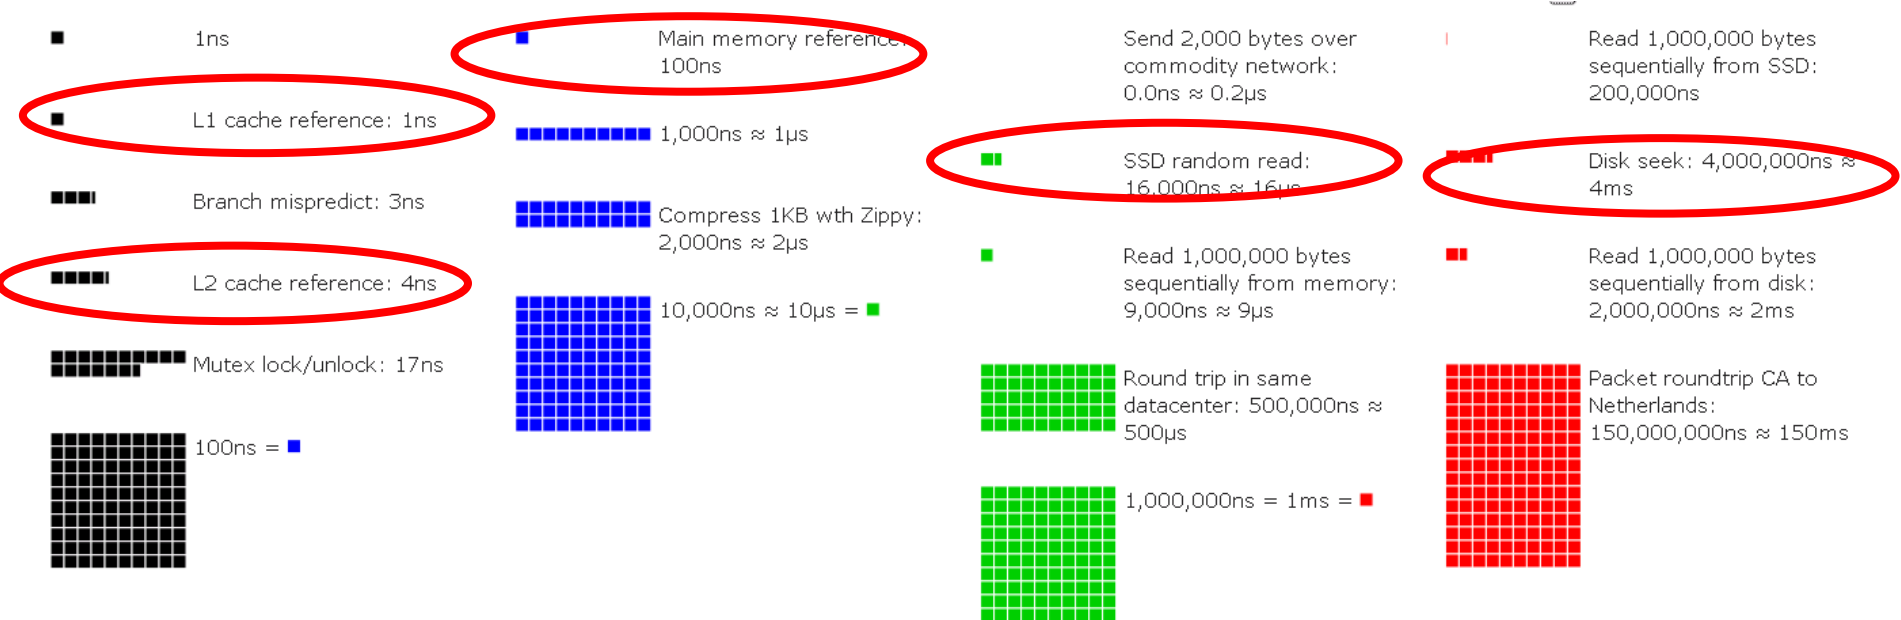 1ns
L1 cache reference: 1ns
Branch mispredict: 3ns
L2 cache reference: 4ns
Mutex lock/unlock: 17ns
100ns =
Main memory reference:
100ns
1,000ns ≈ 1μs
Compress 1KB wth Zippy:
2,000ns ≈ 2μs
10,000ns ≈ 10μs =
Send 2,000 bytes over
commodity network:
0.0ns ≈ 0.2μs
SSD random read:
16,000ns ≈ 16μs
Read 1,000,000 bytes
sequentially from memory:
9,000ns ≈ 9μs
Round trip in same
datacenter: 500,000ns ≈
500μs
1,000,000ns = 1ms =
Read 1,000,000 bytes
sequentially from SSD:
200,000ns
Disk seek: 4,000,000ns ≈
4ms
Read 1,000,000 bytes
sequentially from disk:
2,000,000ns ≈ 2ms
Packet roundtrip CA to
Netherlands:
150,000,000ns ≈ 150ms